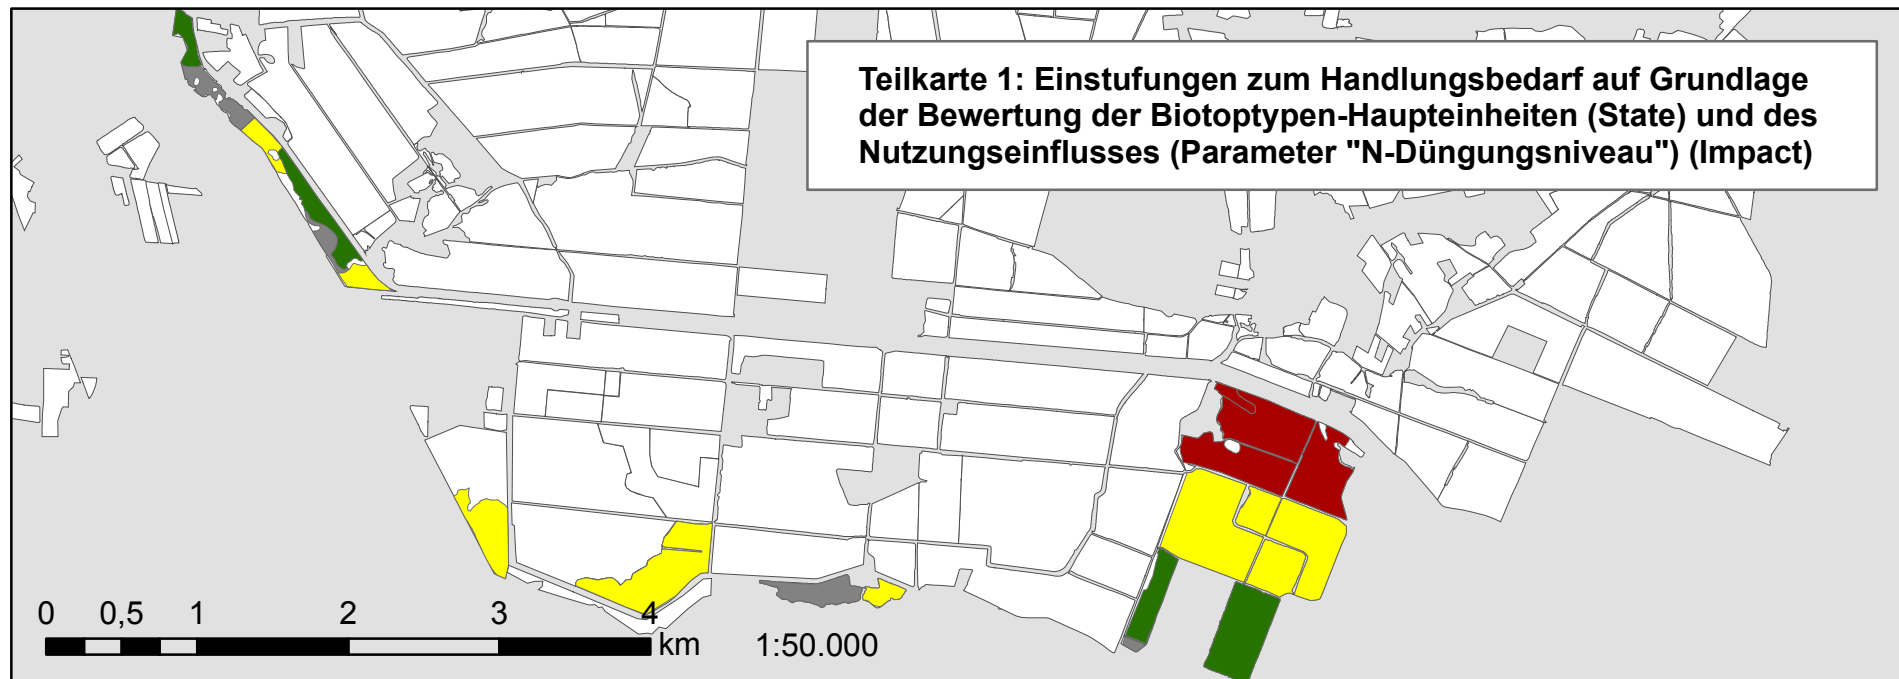 Teilkarte 1: Einstufungen zum Handlungsbedarf auf Grundlage
der Bewertung der Biotoptypen-Haupteinheiten (State) und des
Nutzungseinflusses (Parameter "N-Düngungsniveau") (Impact)
0 0,5 1 2 3 4
km 1:50.000